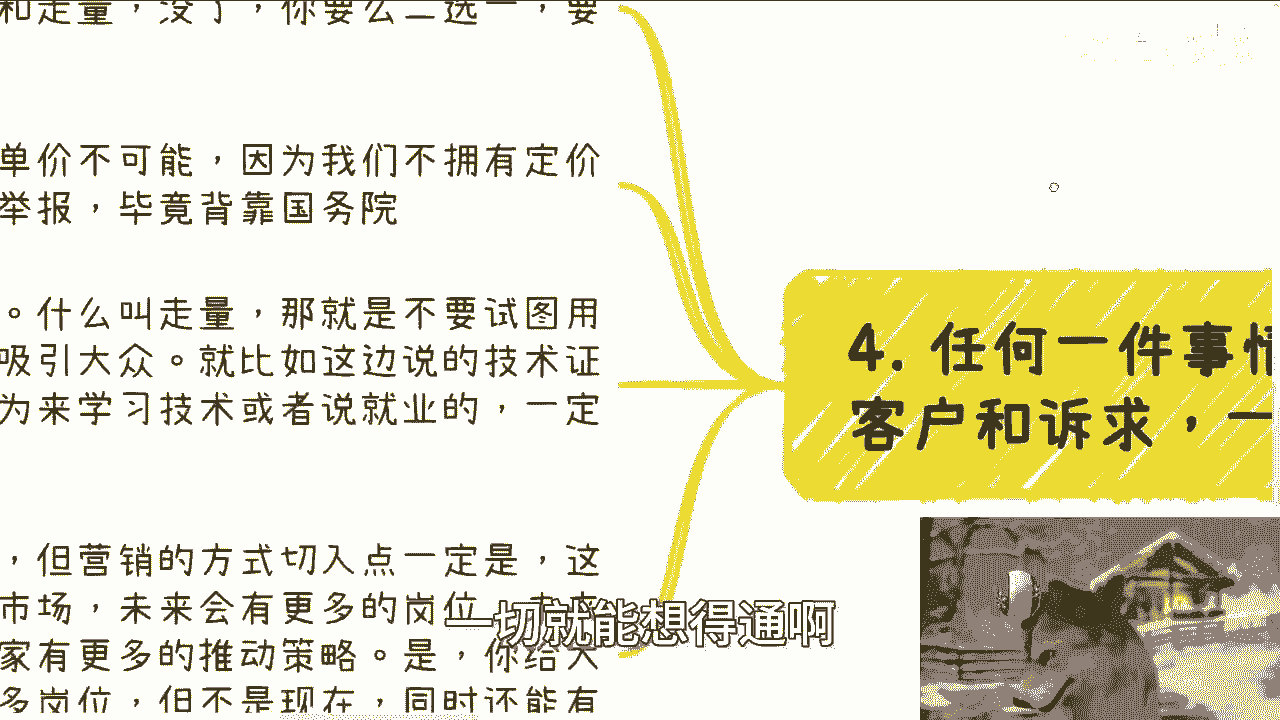 和走量，没了，你要么二选一，要
单价不可能，因为我们不拥有定价
举报，毕竟背靠国务院
。什么叫走量，那就是不要试图用
吸引大众。就比如这边说的技术证
为来学习技术或者说就业的，一定
，但营销的方式切入点一定是，这
市场，未来会有更多的岗位
家有更多的推动策略。是，你给大
多岗位，但不是现在，同时还能有
4. 任何一件事情
客户和诉求，一
一切就能想得通啊